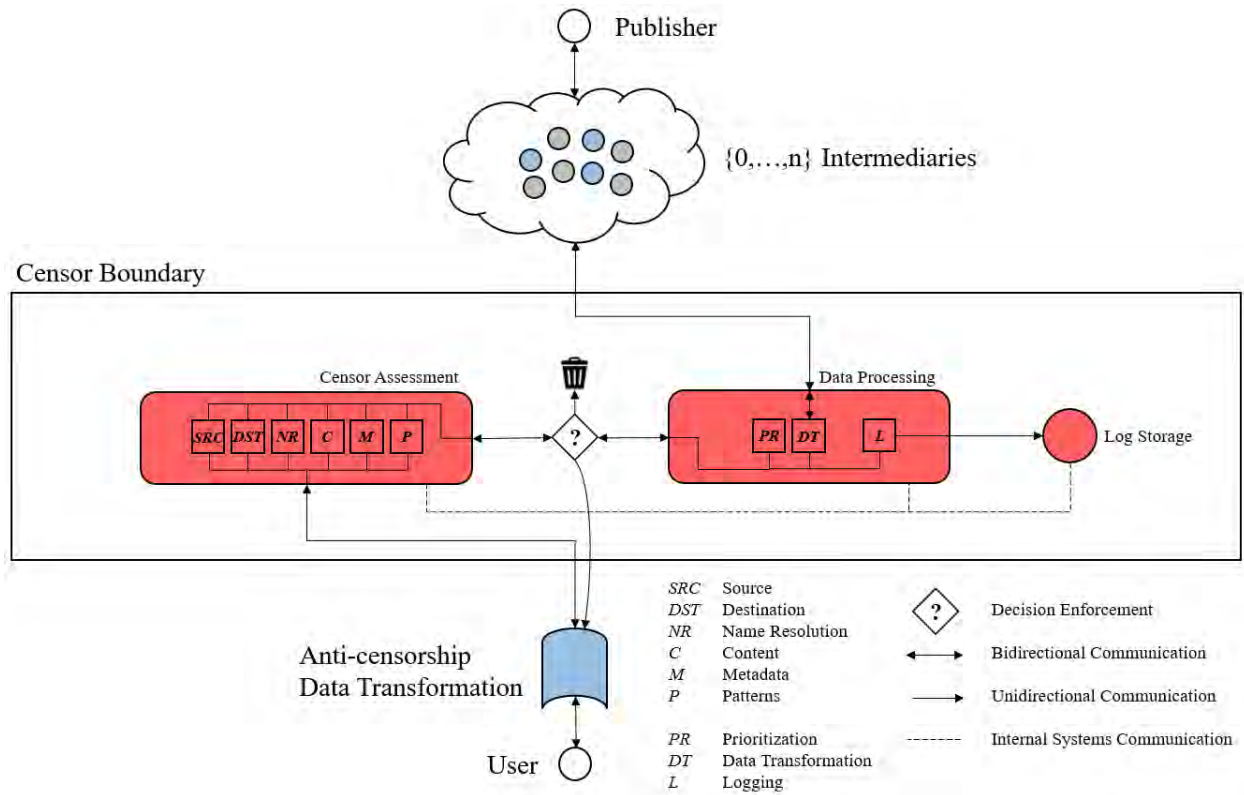 Publisher
{0,…,n} Intermediaries
Censor Boundary
Censor Assessment
Data Processing
SRC DST NR C M P
?
PR DT L
Log Storage
SRC Source
DST Destination
NR Name Resolution
C Content
M Metadata
P Patterns
PR Prioritization
DT Data Transformation
L Logging
? Decision Enforcement
Bidirectional Communication
Unidirectional Communication
Internal Systems Communication
Anti-censorship
Data Transformation
User